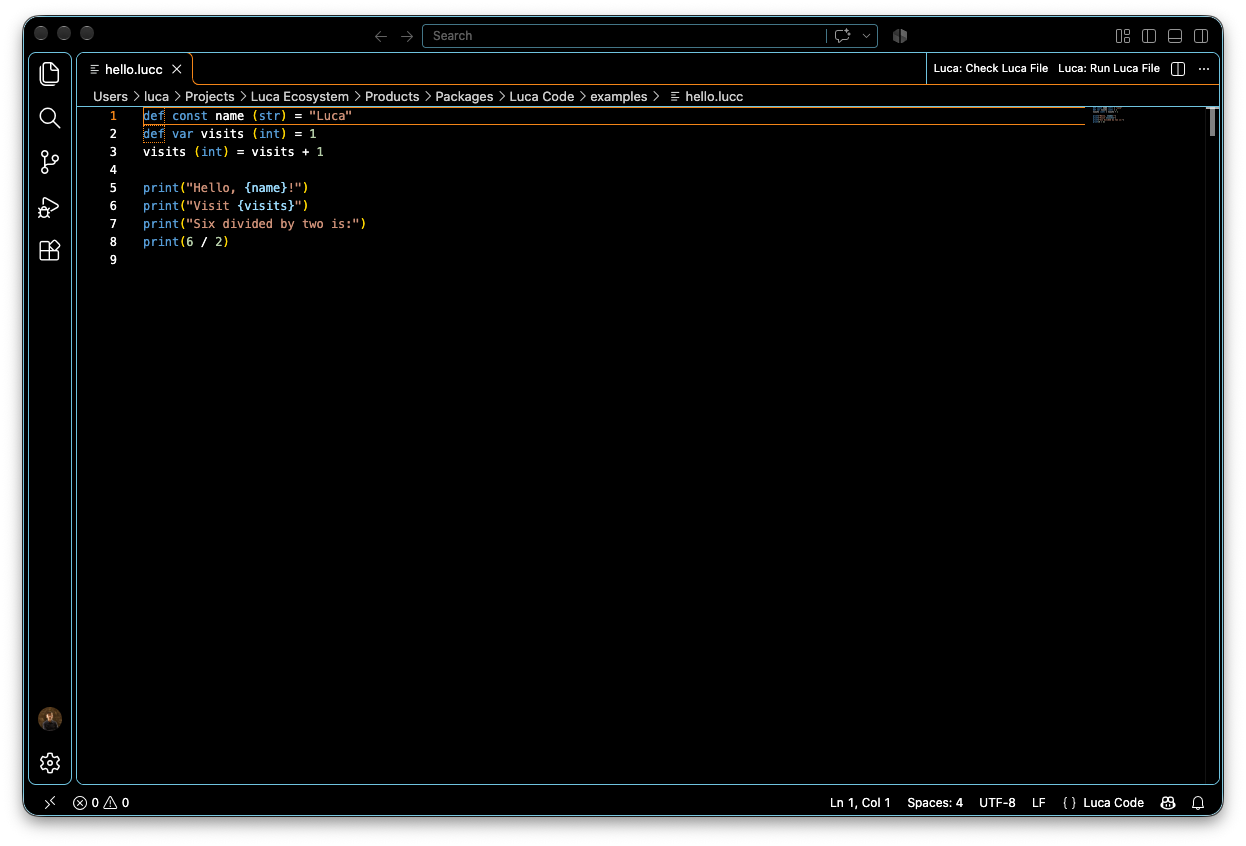 Search
hello.lucc
Luca: Check Luca File Luca: Run Luca File
Users > luca > Projects > Luca Ecosystem > Products > Packages > Luca Code > examples > hello.lucc
1 def const name (str) = "Luca"
2 def var visits (int) = 1
3 visits (int) = visits + 1
4
5 print("Hello, {name}!")
6 print("Visit {visits}")
7 print("Six divided by two is:")
8 print(6 / 2)
9
0 0 Ln 1, Col 1 Spaces: 4 UTF-8 LF { } Luca Code